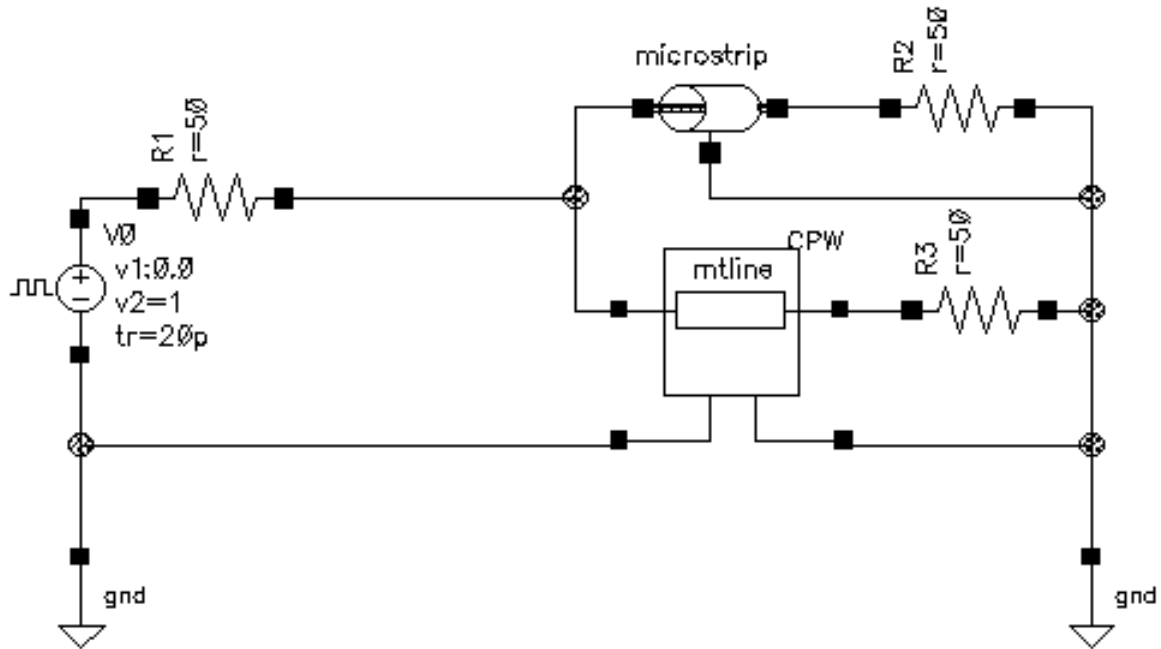 microstrip
R2
r=50
R1
r=50
V0
v1:0.0
v2=1
tr=20p
CPW
mtline
R3
r=50
gnd
gnd